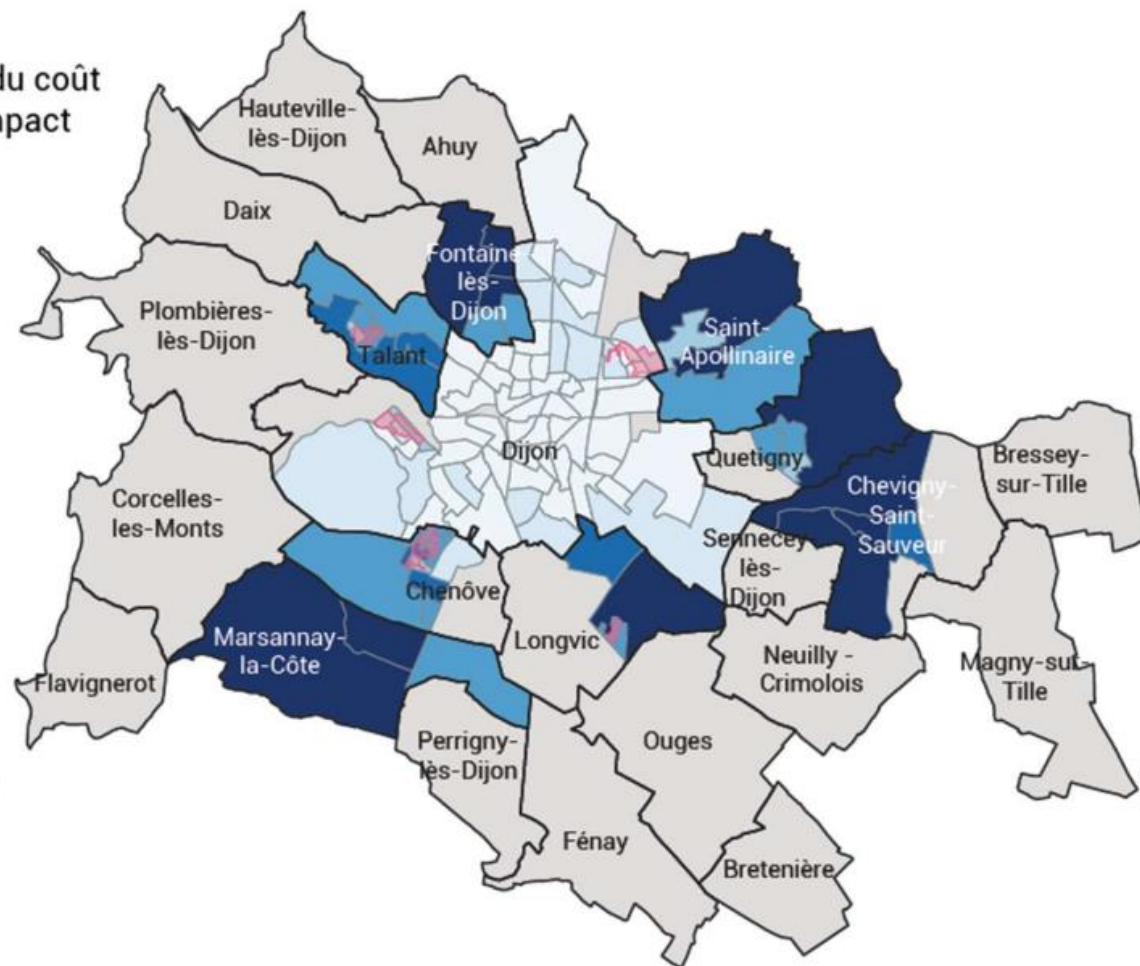 du coût
pact
Hauteville-
lès-Dijon
Ahuy
Daix
Fontaine
lès-
Dijon
Plombières-
lès-Dijon
Talant
Saint-
Apollinaire
Dijon
Quetigny
Bressey-
sur-Tille
Corcelles-
les-Monts
Chevigny-
Saint-
Sauveur
Sennecey
lès-
Dijon
Chenôve
Marsannay-
la-Côte
Longvic
Neuilly -
Crimolois
Magny-sur-
Tille
Flavignerot
Perrigny-
lès-Dijon
Ouges
Fénay
Bretenière